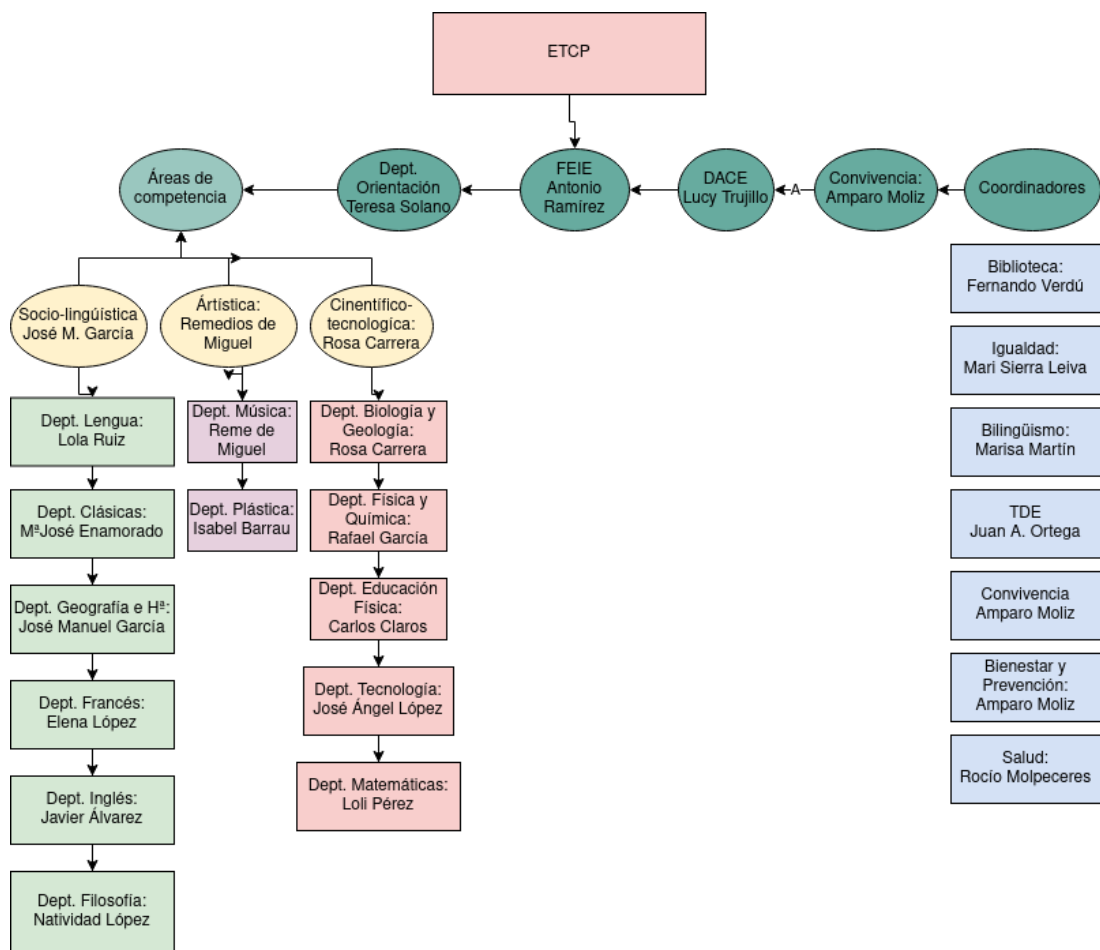 ETCP
Áreas de
competencia
Dept.
Orientación
Teresa Solano
FEIE
Antonio
Ramírez
DACE
Lucy Trujillo
A
Convivencia:
Amparo Moliz
Coordinadores
Socio-lingúística
José M. García
Ártística:
Remedios de
Miguel
Cinentífico-
tecnologíca:
Rosa Carrera
Dept. Lengua:
Lola Ruiz
Dept. Clásicas:
MªJosé Enamorado
Dept. Geografía e Hª:
José Manuel García
Dept. Francés:
Elena López
Dept. Inglés:
Javier Álvarez
Dept. Filosofía:
Natividad López
Dept. Música:
Reme de
Miguel
Dept. Plástica:
Isabel Barrau
Dept. Biología y
Geología:
Rosa Carrera
Dept. Física y
Química:
Rafael García
Dept. Educación
Física:
Carlos Claros
Dept. Tecnología:
José Ángel López
Dept. Matemáticas:
Loli Pérez
Biblioteca:
Fernando Verdú
Igualdad:
Mari Sierra Leiva
Bilingüismo:
Marisa Martín
TDE
Juan A. Ortega
Convivencia
Amparo Moliz
Bienestar y
Prevención:
Amparo Moliz
Salud:
Rocío Molpeceres